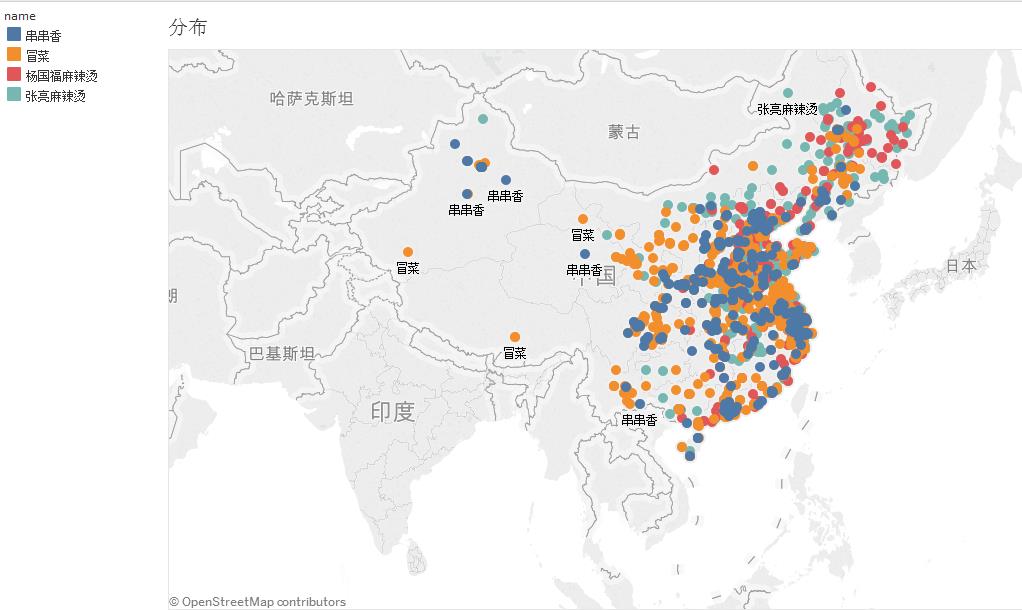 name
串串香
冒菜
杨国福麻辣烫
张亮麻辣烫
分布
哈萨克斯坦
蒙古
张亮麻辣烫
串串香
串串香
冒菜
冒菜
日本
串串香
中国
朗
冒菜
巴基斯坦
印度
串串香
© OpenStreetMap contributors